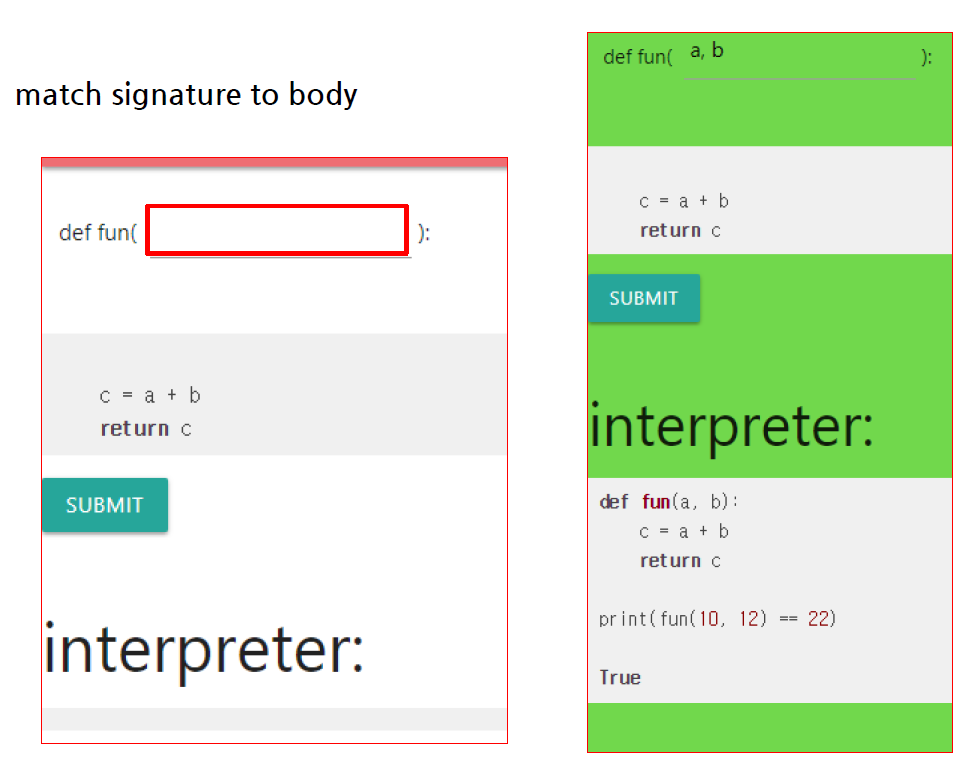 match signature to body
def fun( ):
c = a + b
return c
SUBMIT
interpreter:
def fun( a, b ):
c = a + b
return c
SUBMIT
interpreter:
def fun(a, b):
c = a + b
return c
print(fun(10, 12) == 22)
True